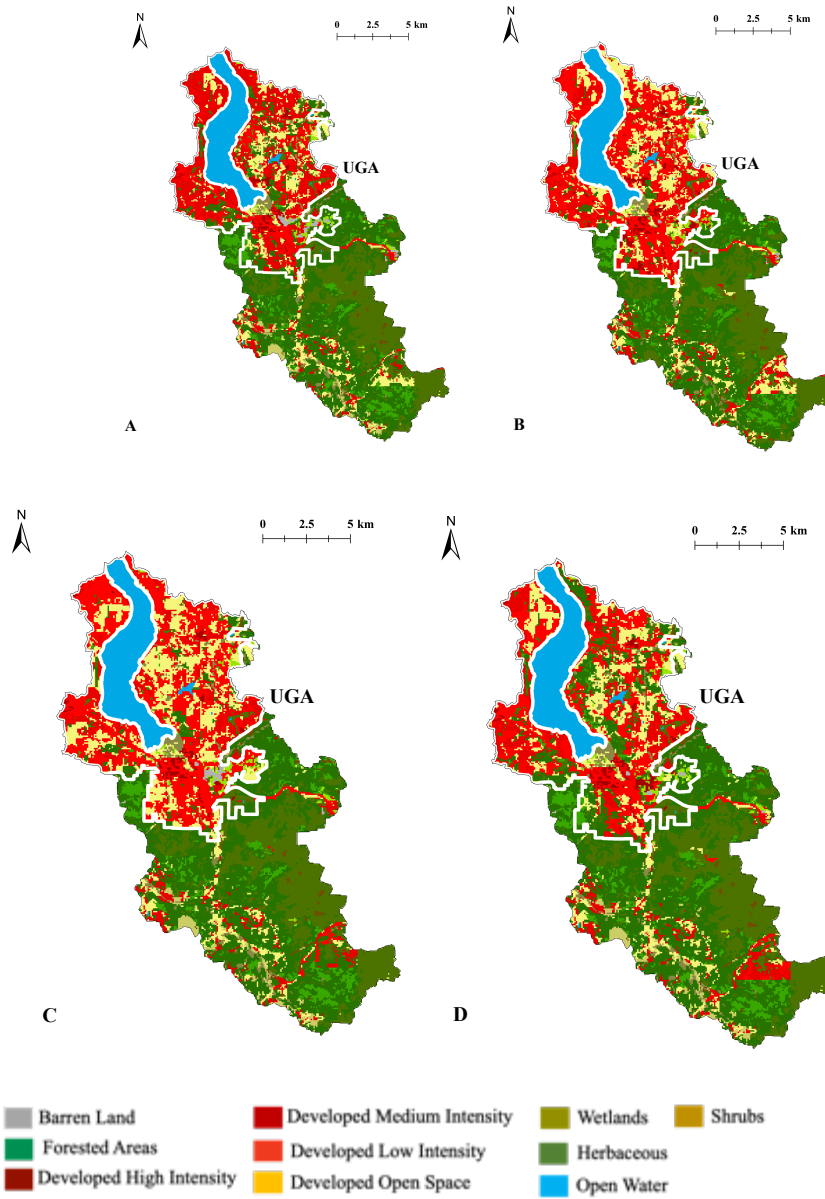 N
0 2.5 5 km
UGA
A
N
0 2.5 5 km
UGA
B
N
0 2.5 5 km
UGA
C
N
0 2.5 5 km
UGA
D
Barren Land
Forested Areas
Developed High Intensity
Developed Medium Intensity
Developed Low Intensity
Developed Open Space
Wetlands
Herbaceous
Open Water
Shrubs